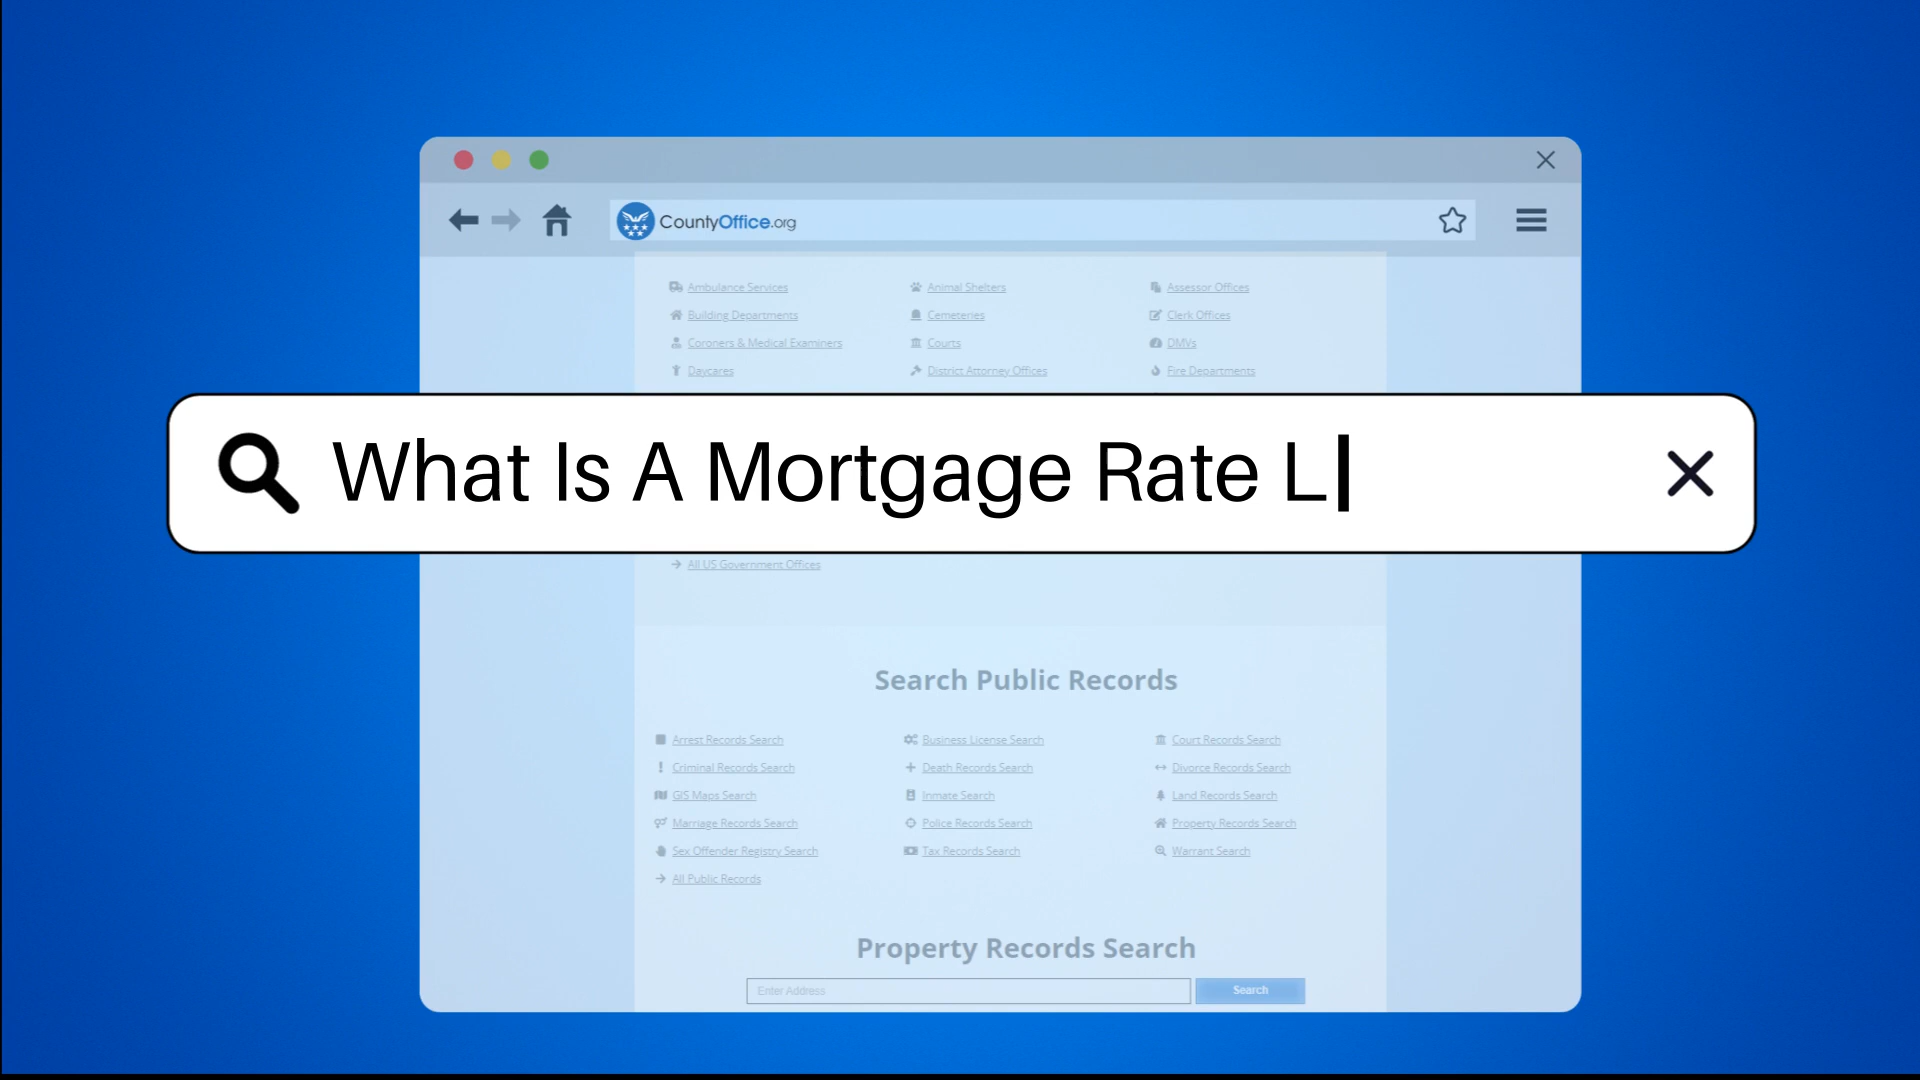 CountyOffice.org
Ambulance Services Animal Shelters Assessor Offices
Building Departments Cemeteries Clerk Offices
Coroners & Medical Examiners Courts DMVs
Daycares District Attorney Offices Fire Departments
What Is A Mortgage Rate L
All US Government Offices
Search Public Records
Arrest Records Search Business License Search Court Records Search
Criminal Records Search Death Records Search Divorce Records Search
GIS Maps Search Inmate Search Land Records Search
Marriage Records Search Police Records Search Property Records Search
Sex Offender Registry Search Tax Records Search Warrant Search
All Public Records
Property Records Search
Enter Address Search